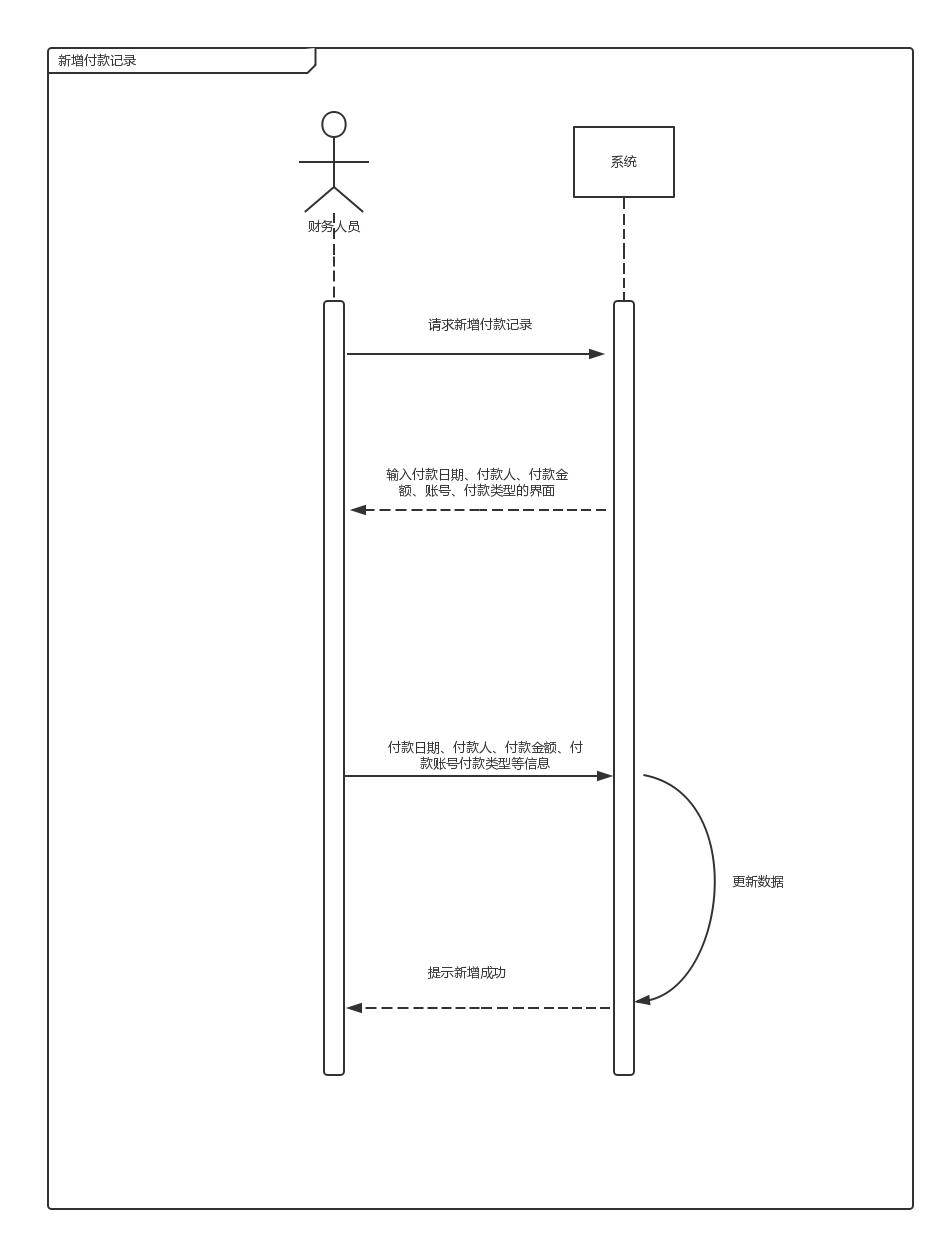 新增付款记录
系统
财务人员
请求新增付款记录
输入付款日期、付款人、付款金
额、账号、付款类型的界面
付款日期、付款人、付款金额、付
款账号付款类型等信息
更新数据
提示新增成功